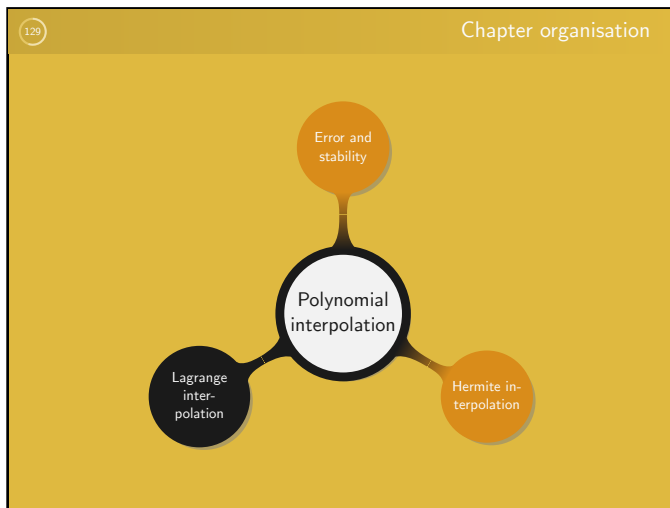 129
Chapter organisation
Error and
stability
Polynomial
interpolation
Lagrange
inter-
polation
Hermite in-
terpolation